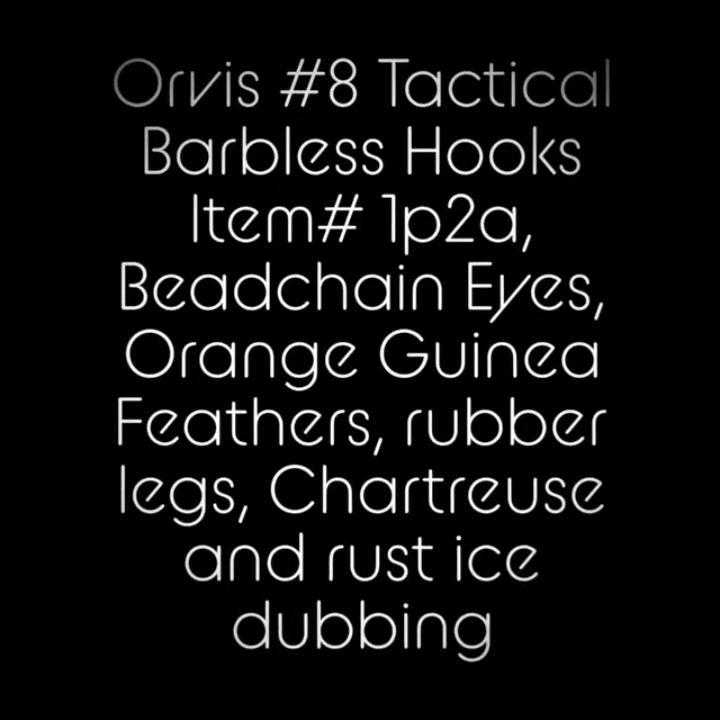 Orvis #8 Tactical
Barbless Hooks
Item# 1p2a,
Beadchain Eyes,
Orange Guinea
Feathers, rubber
legs, Chartreuse
and rust ice
dubbing